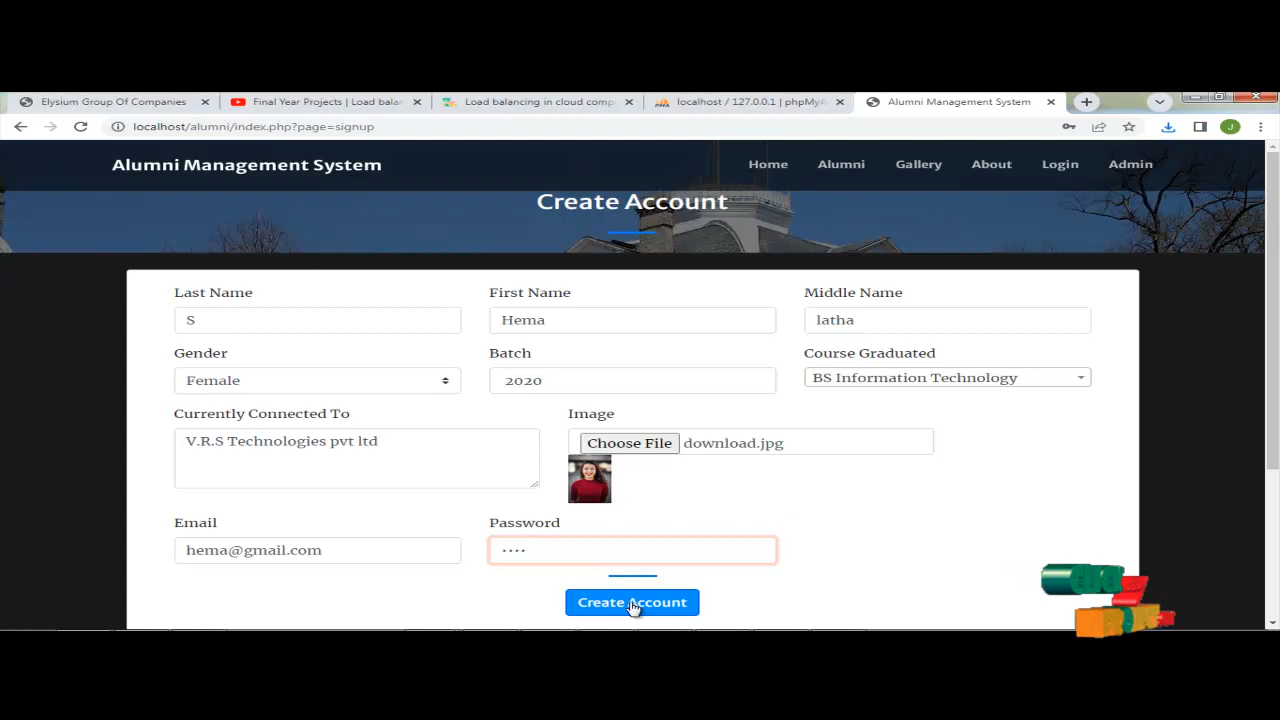 Elysium Group Of Companies
Final Year Projects | Load balan
Load balancing in cloud comp
localhost / 127.0.0.1 | phpMyA
Alumni Management System
localhost/alumni/index.php?page=signup
J
Alumni Management System
Home
Alumni
Gallery
About
Login
Admin
Create Account
Last Name
First Name
Middle Name
S
Hema
latha
Gender
Batch
Course Graduated
Female
2020
BS Information Technology
Currently Connected To
Image
V.R.S Technologies pvt ltd
Choose File download.jpg
Email
Password
hema@gmail.com
····
Create Account